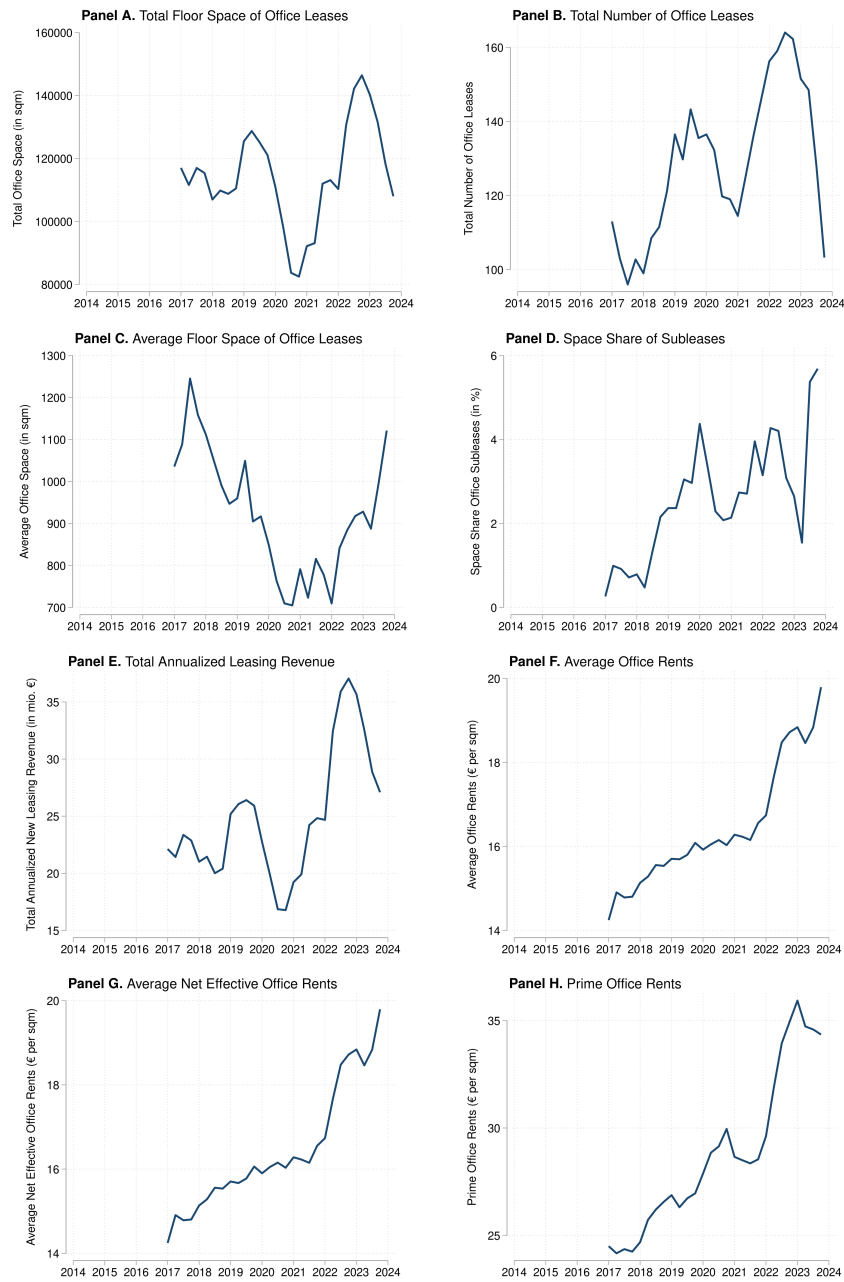 Panel A. Total Floor Space of Office Leases
Total Office Space (in sqm)
160000
140000
120000
100000
80000
2014 2015 2016 2017 2018 2019 2020 2021 2022 2023 2024
Panel B. Total Number of Office Leases
Total Number of Office Leases
160
140
120
100
2014 2015 2016 2017 2018 2019 2020 2021 2022 2023 2024
Panel C. Average Floor Space of Office Leases
Average Office Space (in sqm)
1300
1200
1100
1000
900
800
700
2014 2015 2016 2017 2018 2019 2020 2021 2022 2023 2024
Panel D. Space Share of Subleases
Space Share Office Subleases (in %)
6
4
2
0
2014 2015 2016 2017 2018 2019 2020 2021 2022 2023 2024
Panel E. Total Annualized Leasing Revenue
Total Annualized New Leasing Revenue (in mio. €)
35
30
25
20
15
2014 2015 2016 2017 2018 2019 2020 2021 2022 2023 2024
Panel F. Average Office Rents
Average Office Rents (€ per sqm)
20
18
16
14
2014 2015 2016 2017 2018 2019 2020 2021 2022 2023 2024
Panel G. Average Net Effective Office Rents
Average Net Effective Office Rents (€ per sqm)
20
18
16
14
2014 2015 2016 2017 2018 2019 2020 2021 2022 2023 2024
Panel H. Prime Office Rents
Prime Office Rents (€ per sqm)
35
30
25
2014 2015 2016 2017 2018 2019 2020 2021 2022 2023 2024